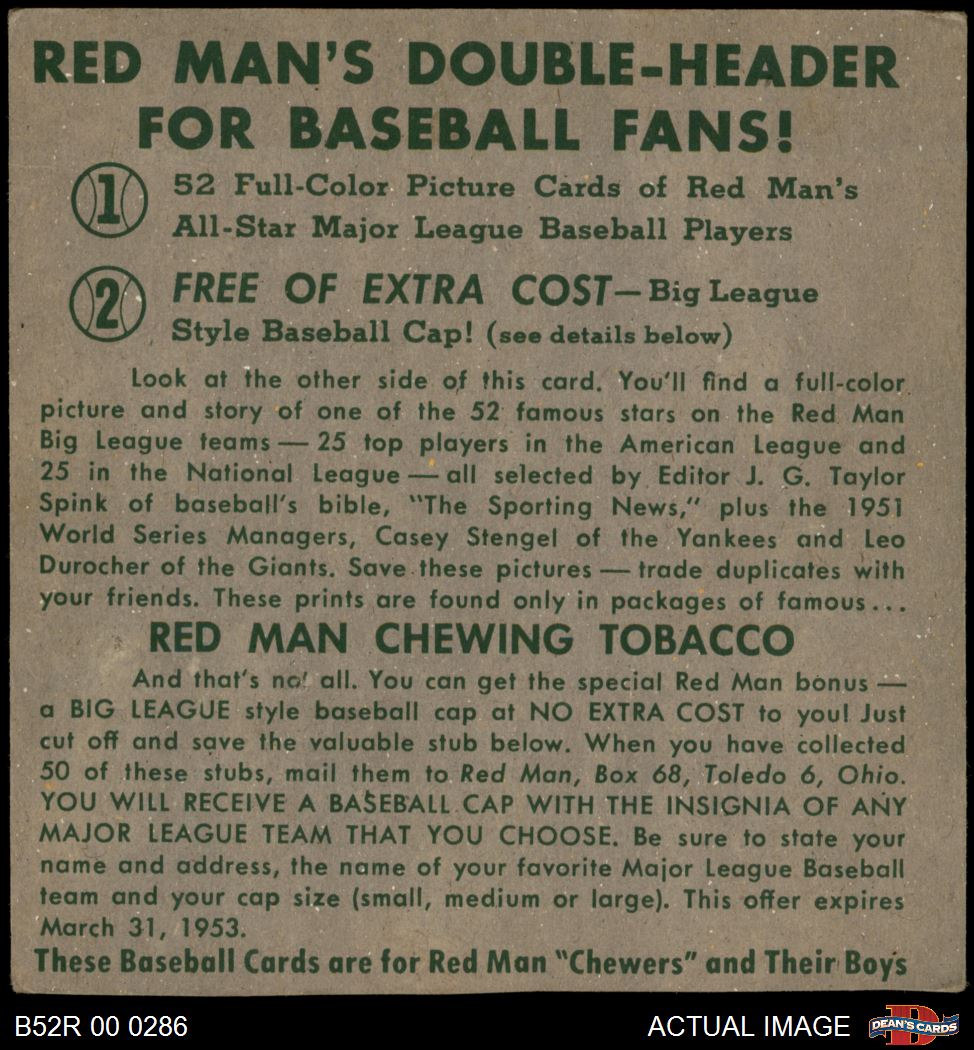 RED MAN'S DOUBLE-HEADER
FOR BASEBALL FANS!
1 52 Full-Color Picture Cards of Red Man's
All-Star Major League Baseball Players
2 FREE OF EXTRA COST—Big League
Style Baseball Cap! (see details below)
Look at the other side of this card. You'll find a full-color
picture and story of one of the 52 famous stars on the Red Man
Big League teams — 25 top players in the American League and
25 in the National League — all selected by Editor J. G. Taylor
Spink of baseball's bible, "The Sporting News," plus the 1951
World Series Managers, Casey Stengel of the Yankees and Leo
Durocher of the Giants. Save these pictures — trade duplicates with
your friends. These prints are found only in packages of famous...
RED MAN CHEWING TOBACCO
And that's not all. You can get the special Red Man bonus —
a BIG LEAGUE style baseball cap at NO EXTRA COST to you! Just
cut off and save the valuable stub below. When you have collected
50 of these stubs, mail them to Red Man, Box 68, Toledo 6, Ohio.
YOU WILL RECEIVE A BASEBALL CAP WITH THE INSIGNIA OF ANY
MAJOR LEAGUE TEAM THAT YOU CHOOSE. Be sure to state your
name and address, the name of your favorite Major League Baseball
team and your cap size (small, medium or large). This offer expires
March 31, 1953.
These Baseball Cards are for Red Man "Chewers" and Their Boys
B52R 00 0286
ACTUAL IMAGE
D
DEAN'S CARDS